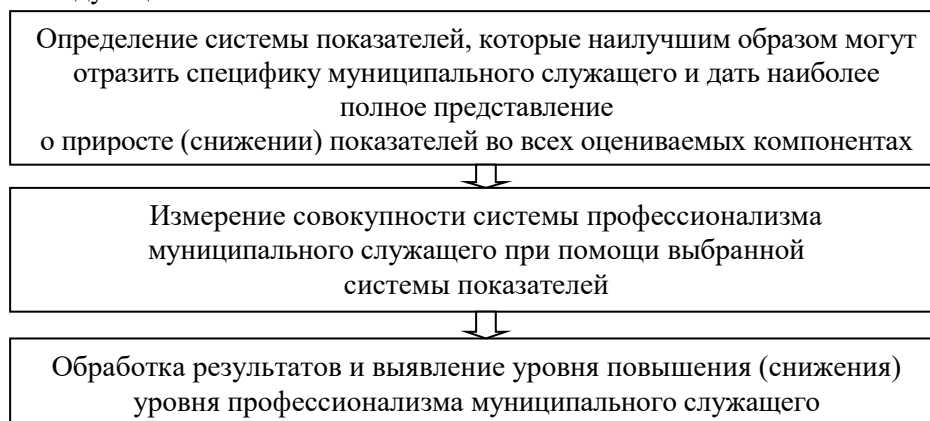 Определение системы показателей, которые наилучшим образом могут
отразить специфику муниципального служащего и дать наиболее
полное представление
о приросте (снижении) показателей во всех оцениваемых компонентах
Измерение совокупности системы профессионализма
муниципального служащего при помощи выбранной
системы показателей
Обработка результатов и выявление уровня повышения (снижения)
уровня профессионализма муниципального служащего